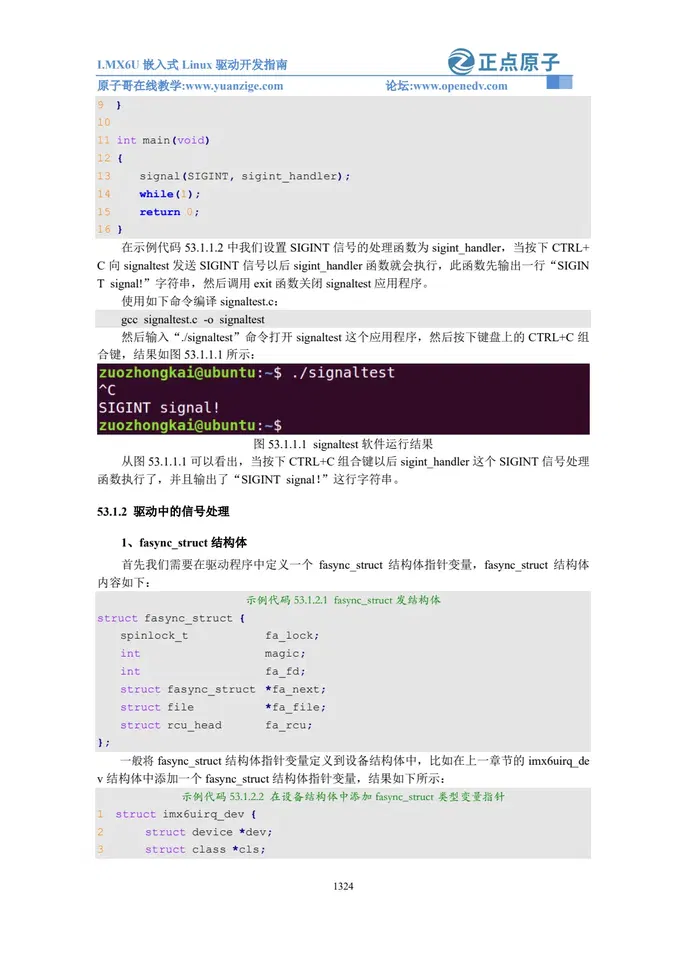 I.MX6U 嵌入式 Linux 驱动开发指南
正点原子
原子哥在线教学:www.yuanzige.com 论坛:www.openedv.com
9 }
10
11 int main(void)
12 {
13 signal(SIGINT, sigint_handler);
14 while(1);
15 return 0;
16 }
在示例代码 53.1.1.2 中我们设置 SIGINT 信号的处理函数为 sigint_handler，当按下 CTRL+
C 向 signaltest 发送 SIGINT 信号以后 sigint_handler 函数就会执行，此函数先输出一行“SIGIN
T signal!”字符串，然后调用 exit 函数关闭 signaltest 应用程序。
使用如下命令编译 signaltest.c：
gcc signaltest.c -o signaltest
然后输入“./signaltest”命令打开 signaltest 这个应用程序，然后按下键盘上的 CTRL+C 组
合键，结果如图 53.1.1.1 所示：
zuozhongkai@ubuntu:~$ ./signaltest
^C
SIGINT signal!
zuozhongkai@ubuntu:~$
图 53.1.1.1 signaltest 软件运行结果
从图 53.1.1.1 可以看出，当按下 CTRL+C 组合键以后 sigint_handler 这个 SIGINT 信号处理
函数执行了，并且输出了“SIGINT signal！”这行字符串。
53.1.2 驱动中的信号处理
1、fasync_struct 结构体
首先我们需要在驱动程序中定义一个 fasync_struct 结构体指针变量，fasync_struct 结构体
内容如下：
示例代码 53.1.2.1 fasync_struct 发结构体
struct fasync_struct {
spinlock_t fa_lock;
int magic;
int fa_fd;
struct fasync_struct *fa_next;
struct file *fa_file;
struct rcu_head fa_rcu;
};
一般将 fasync_struct 结构体指针变量定义到设备结构体中，比如在上一章节的 imx6uirq_de
v 结构体中添加一个 fasync_struct 结构体指针变量，结果如下所示：
示例代码 53.1.2.2 在设备结构体中添加 fasync_struct 类型变量指针
1 struct imx6uirq_dev {
2 struct device *dev;
3 struct class *cls;
1324